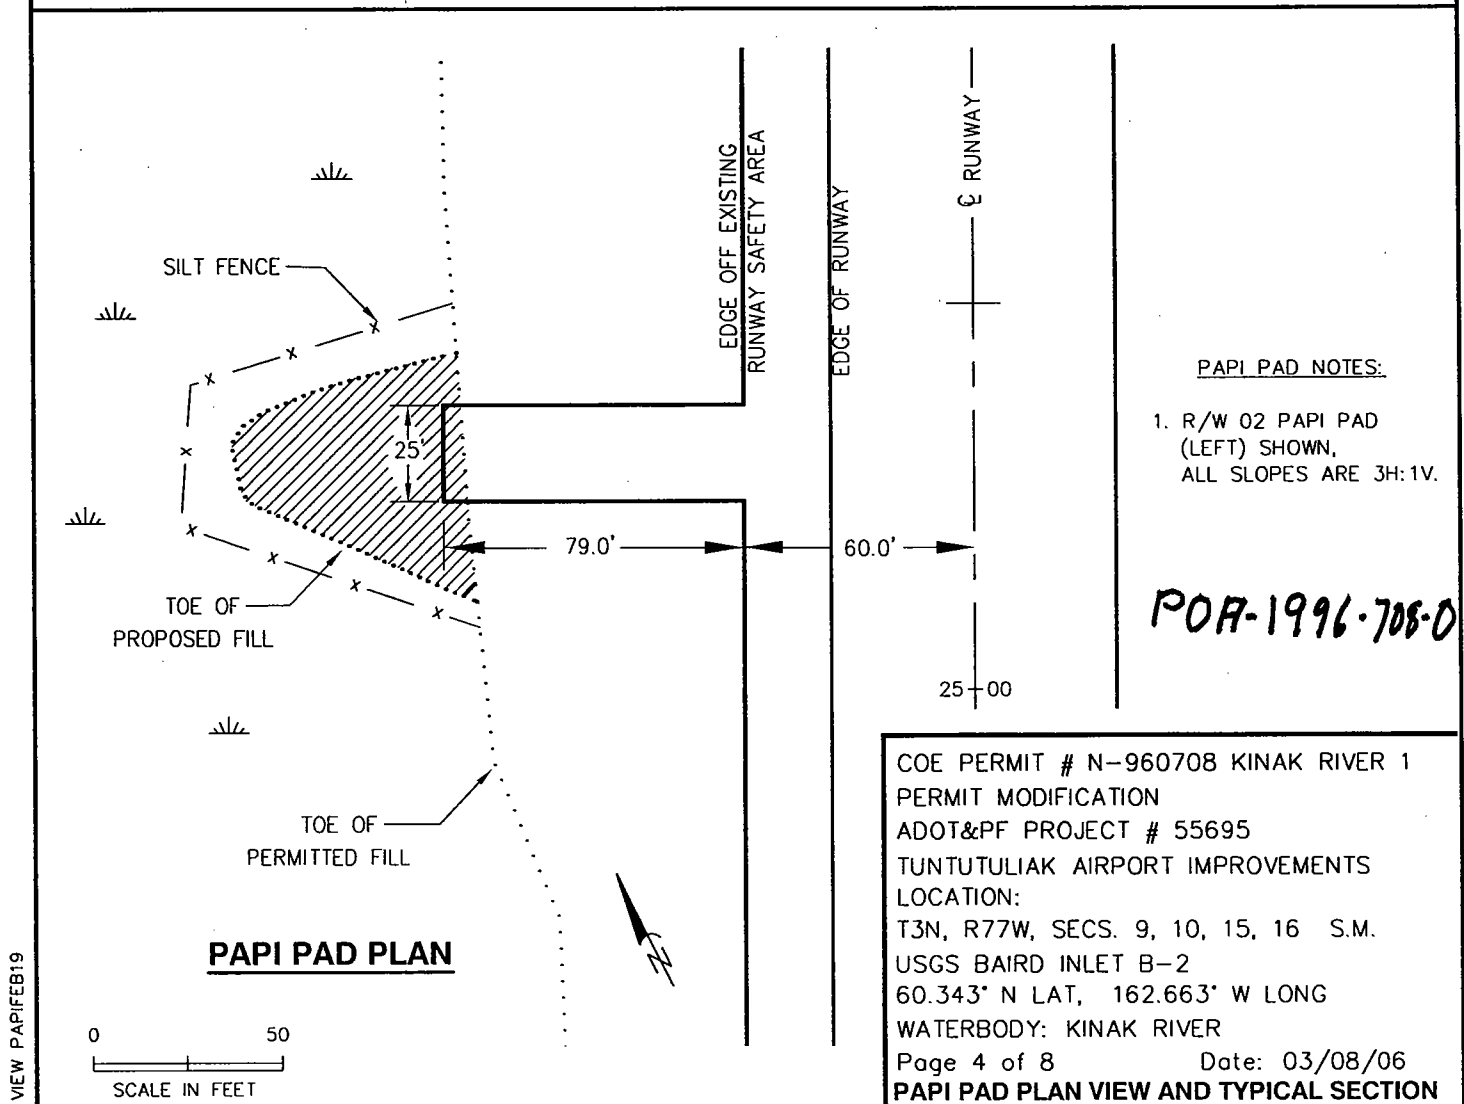 EDGE OFF EXISTING
RUNWAY SAFETY AREA
EDGE OF RUNWAY
℄ RUNWAY
SILT FENCE
25'
79.0'
60.0'
TOE OF
PROPOSED FILL
TOE OF
PERMITTED FILL
25+00
PAPI PAD NOTES:
1. R/W 02 PAPI PAD
(LEFT) SHOWN,
ALL SLOPES ARE 3H:1V.
POA-1996-708-O
N
PAPI PAD PLAN
0 50
SCALE IN FEET
VIEW PAPIFEB19
COE PERMIT # N-960708 KINAK RIVER 1
PERMIT MODIFICATION
ADOT&PF PROJECT # 55695
TUNTUTULIAK AIRPORT IMPROVEMENTS
LOCATION:
T3N, R77W, SECS. 9, 10, 15, 16 S.M.
USGS BAIRD INLET B-2
60.343° N LAT, 162.663° W LONG
WATERBODY: KINAK RIVER
Page 4 of 8 Date: 03/08/06
PAPI PAD PLAN VIEW AND TYPICAL SECTION